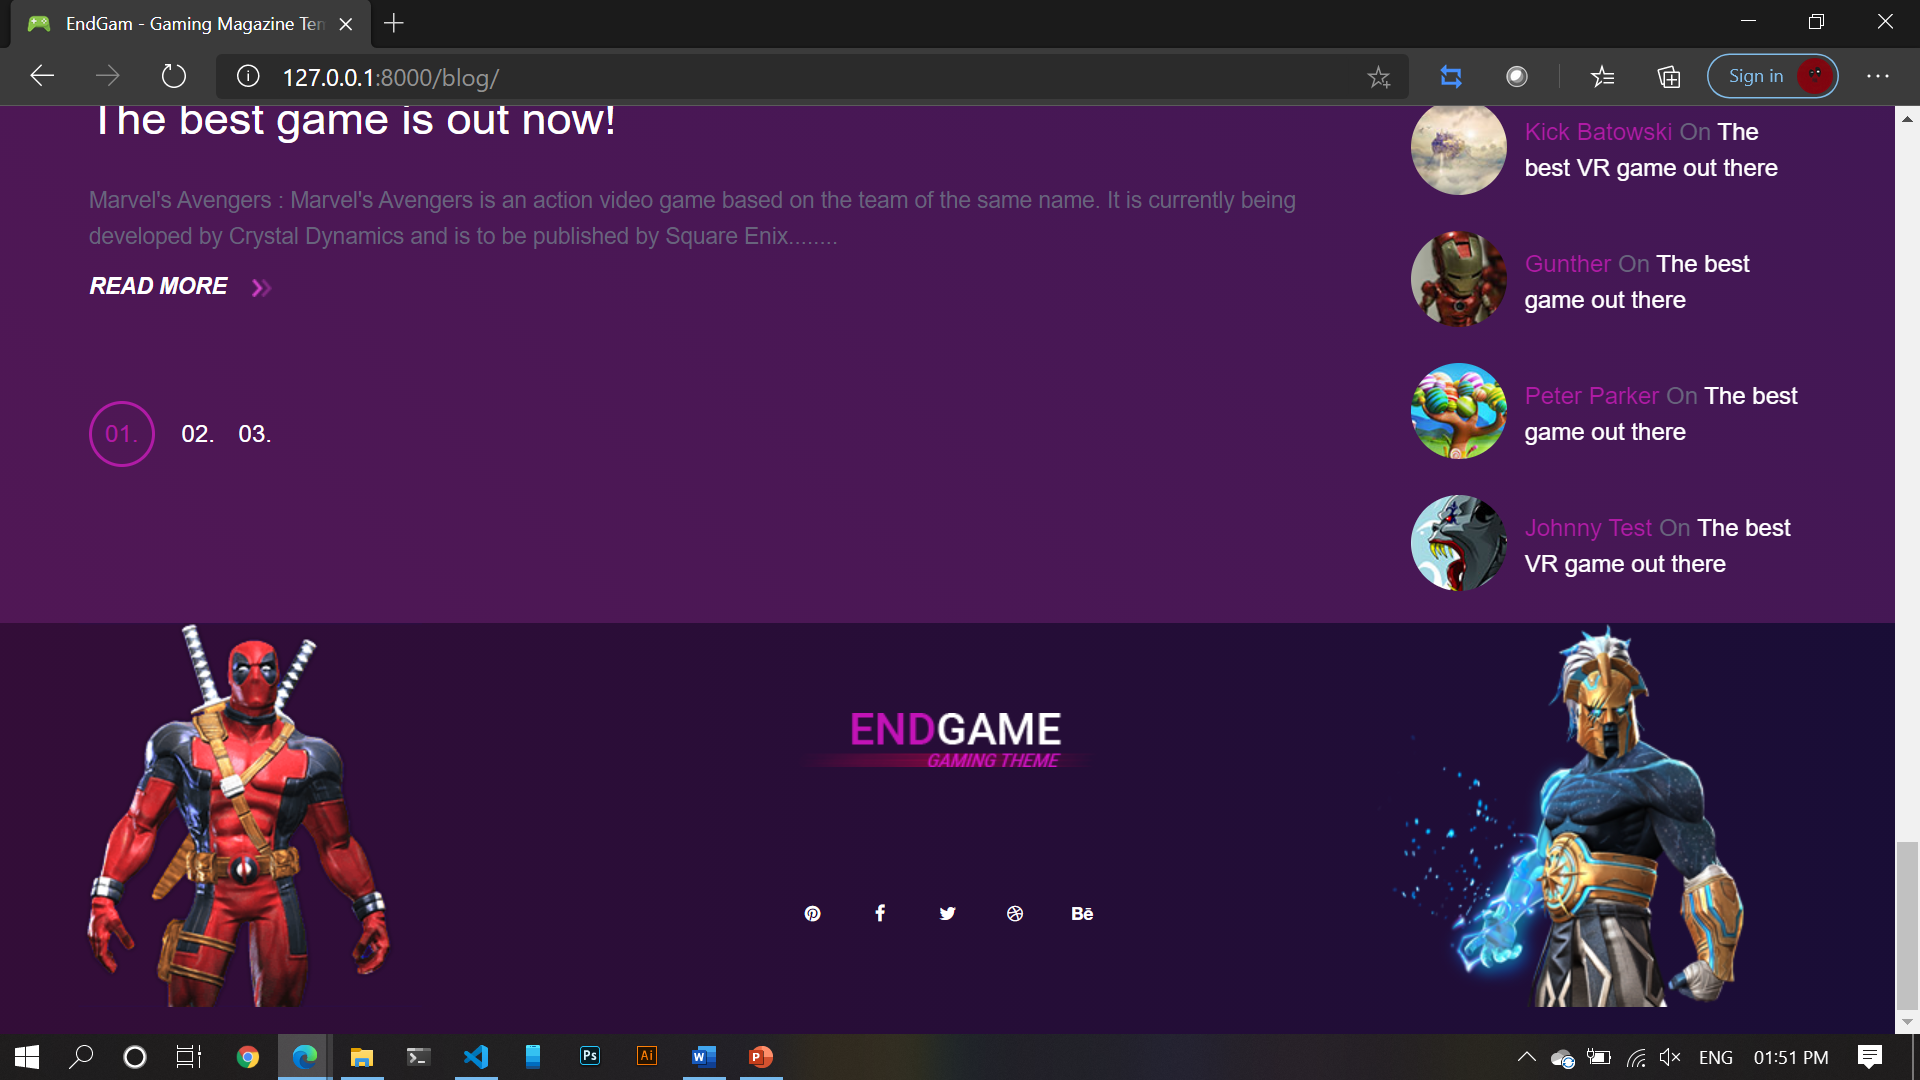 EndGam - Gaming Magazine Ten
127.0.0.1:8000/blog/
Sign in
The best game is out now!
Marvel's Avengers : Marvel's Avengers is an action video game based on the team of the same name. It is currently being
developed by Crystal Dynamics and is to be published by Square Enix........
READ MORE
01. 02. 03.
Kick Batowski On The
best VR game out there
Gunther On The best
game out there
Peter Parker On The best
game out there
Johnny Test On The best
VR game out there
ENDGAME
GAMING THEME
Bē
Ps
Ai
W
P
ENG 01:51 PM